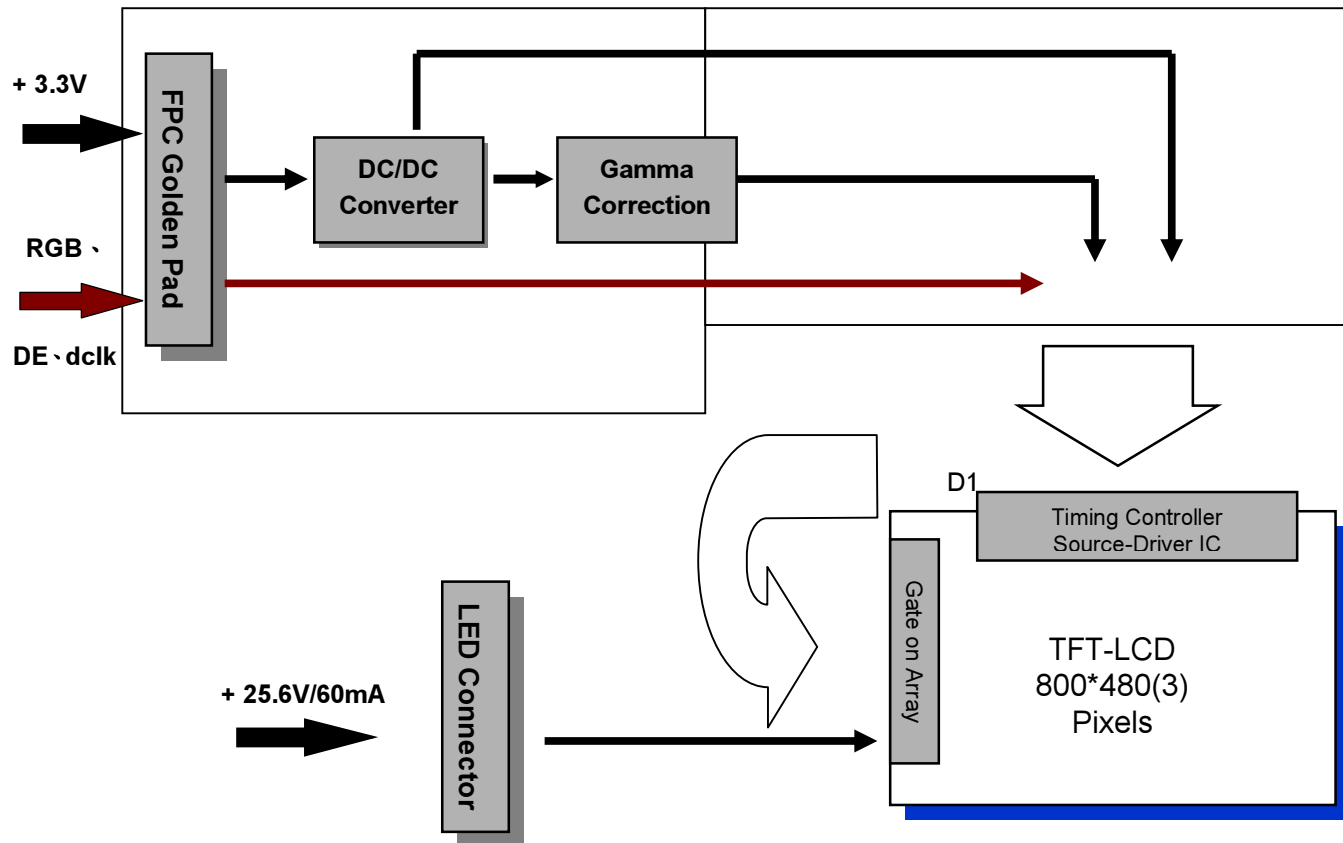 + 3.3V
FPC Golden Pad
DC/DC
Converter
Gamma
Correction
RGB、
DE、dclk
D1
Timing Controller
Source-Driver IC
Gate on Array
TFT-LCD
800*480(3)
Pixels
LED Connector
+ 25.6V/60mA